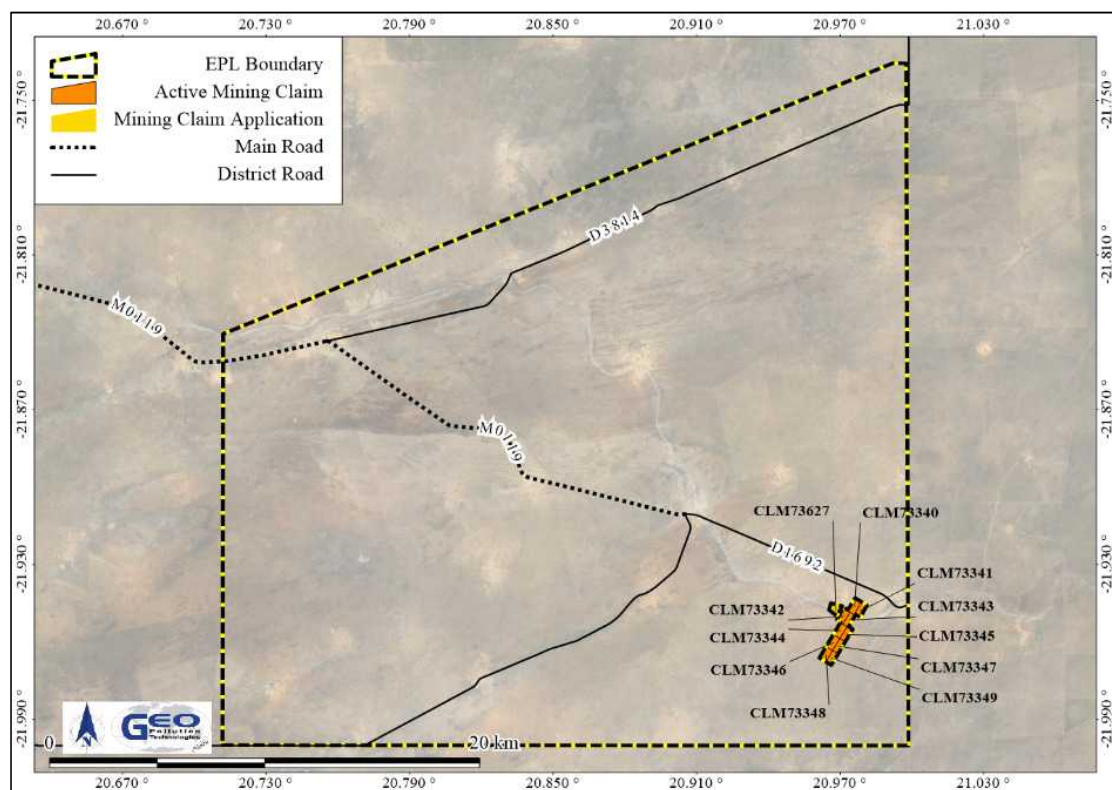 20.670 ° 20.730 ° 20.790 ° 20.850 ° 20.910 ° 20.970 ° 21.030 °
EPL Boundary
Active Mining Claim
Mining Claim Application
Main Road
District Road
-21.750 ° -21.750 °
-21.810 ° -21.810 °
-21.870 ° -21.870 °
-21.930 ° -21.930 °
-21.990 ° -21.990 °
D3814
M0119
M0119
D1692
CLM73627 CLM73340
CLM73341
CLM73342 CLM73343
CLM73344 CLM73345
CLM73346 CLM73347
CLM73349
CLM73348
N
GEO
Pollution
Technologies
0 20 km
20.670 ° 20.730 ° 20.790 ° 20.850 ° 20.910 ° 20.970 ° 21.030 °